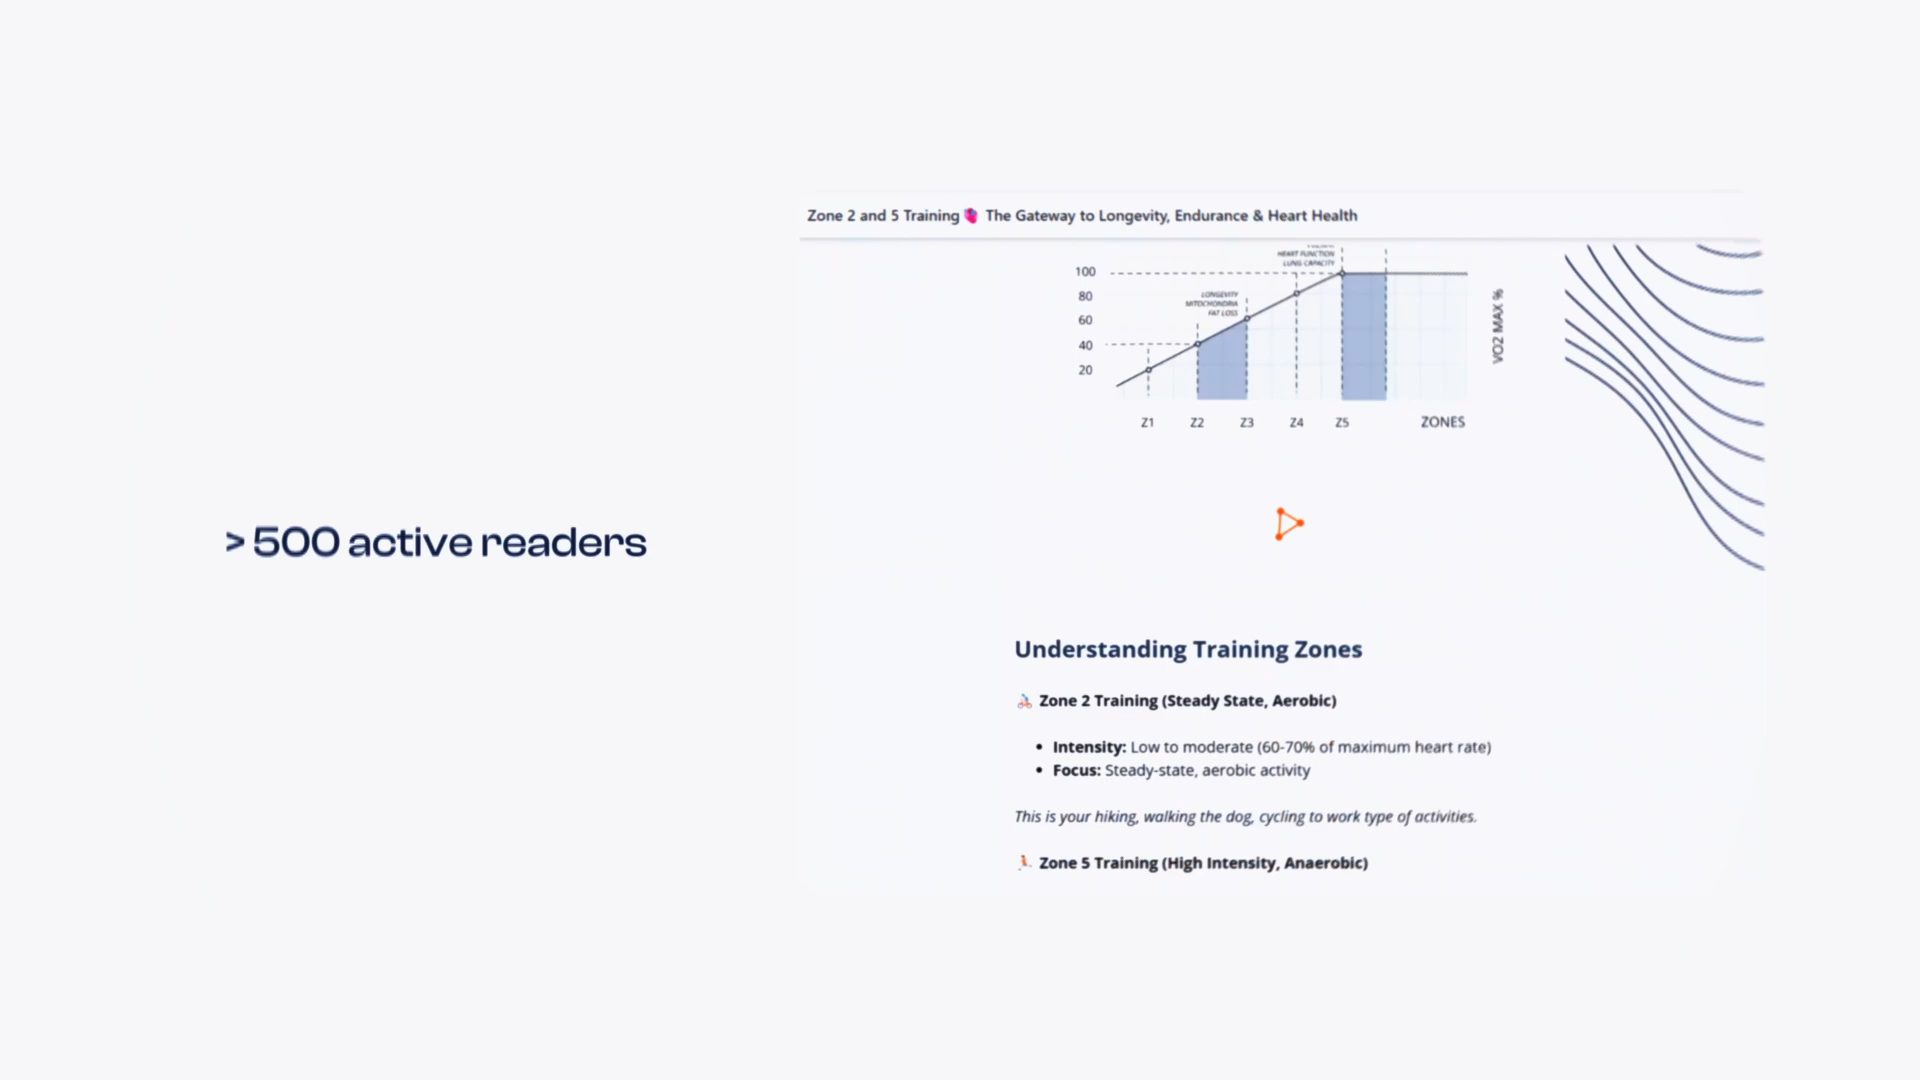 > 500 active readers
Zone 2 and 5 Training The Gateway to Longevity, Endurance & Heart Health
HEART FUNCTION
LUNG CAPACITY
100
80
60
40
20
LONGEVITY
MITOCHONDRIA
FAT LOSS
% VO2 MAX
Z1 Z2 Z3 Z4 Z5 ZONES
Understanding Training Zones
Zone 2 Training (Steady State, Aerobic)
• Intensity: Low to moderate (60-70% of maximum heart rate)
• Focus: Steady-state, aerobic activity
This is your hiking, walking the dog, cycling to work type of activities.
Zone 5 Training (High Intensity, Anaerobic)